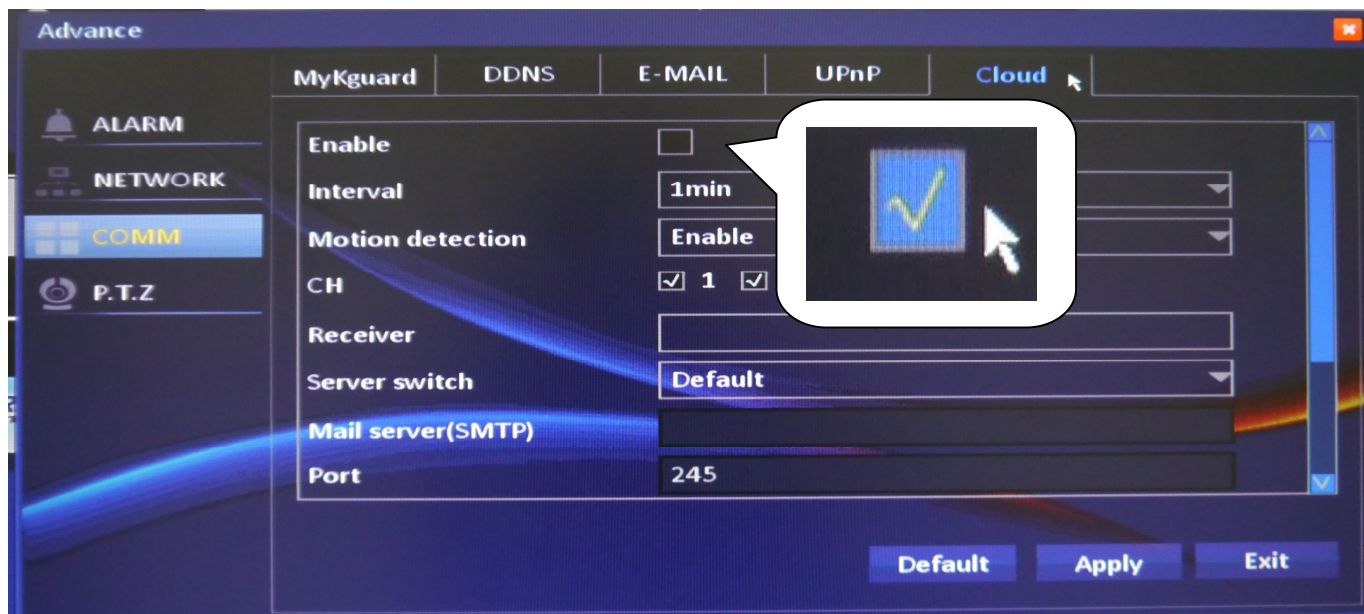 Advance
MyKguard DDNS E-MAIL UPnP Cloud
ALARM
NETWORK
COMM
P.T.Z
Enable
Interval 1min
Motion detection Enable
CH 1
Receiver
Server switch Default
Mail server(SMTP)
Port 245
Default Apply Exit